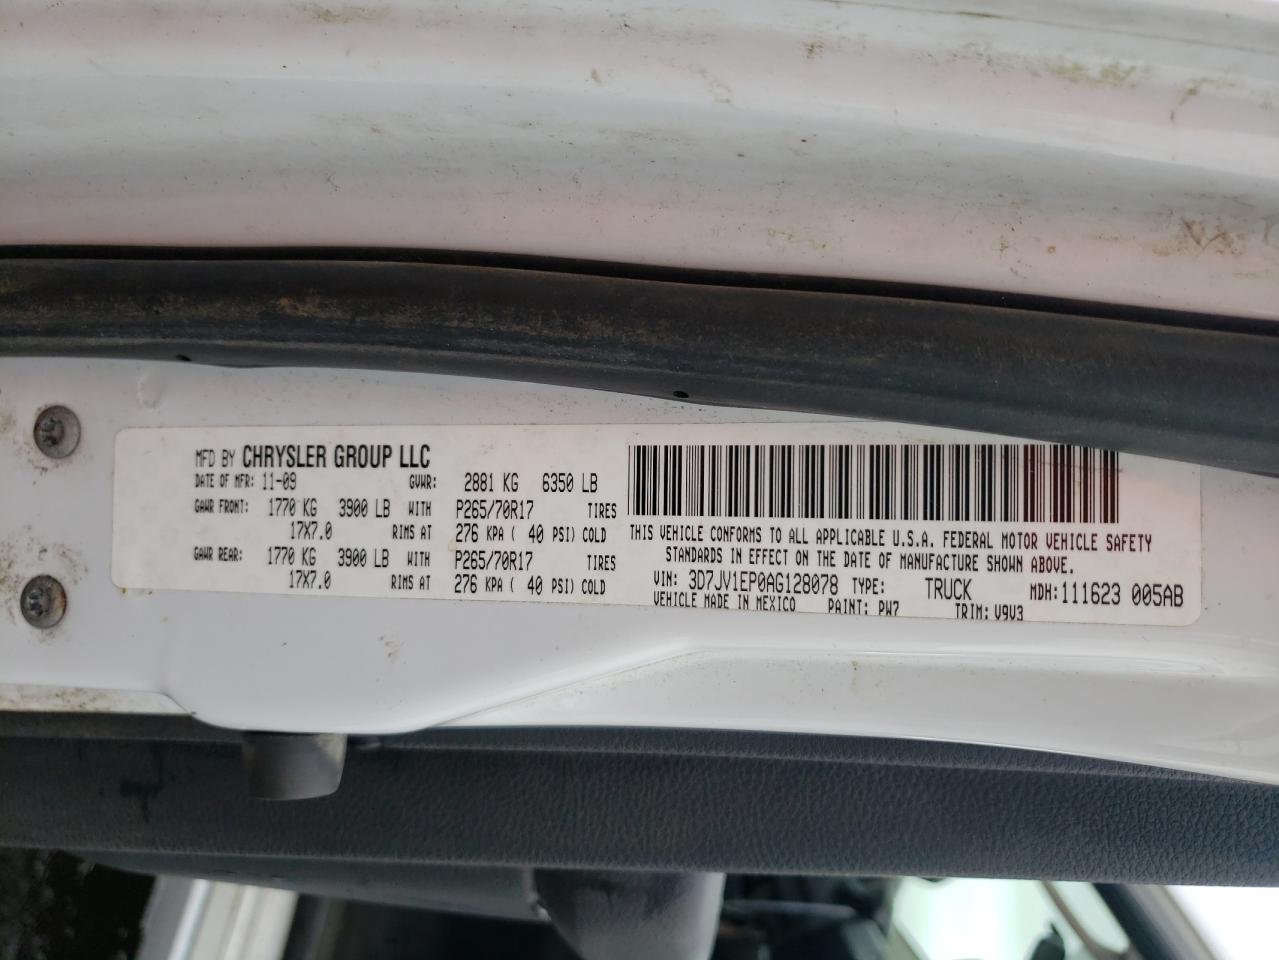 MFD BY CHRYSLER GROUP LLC
DATE OF MFR: 11-09 GVWR: 2881 KG 6350 LB
GAWR FRONT: 1770 KG 3900 LB WITH P265/70R17 TIRES
17X7.0 RIMS AT 276 KPA ( 40 PSI) COLD
GAWR REAR: 1770 KG 3900 LB WITH P265/70R17 TIRES
17X7.0 RIMS AT 276 KPA ( 40 PSI) COLD
THIS VEHICLE CONFORMS TO ALL APPLICABLE U.S.A. FEDERAL MOTOR VEHICLE SAFETY
STANDARDS IN EFFECT ON THE DATE OF MANUFACTURE SHOWN ABOVE.
VIN: 3D7JV1EP0AG128078 TYPE: TRUCK MDH: 111623 005AB
VEHICLE MADE IN MEXICO PAINT: PW7 TRIM: V9V3